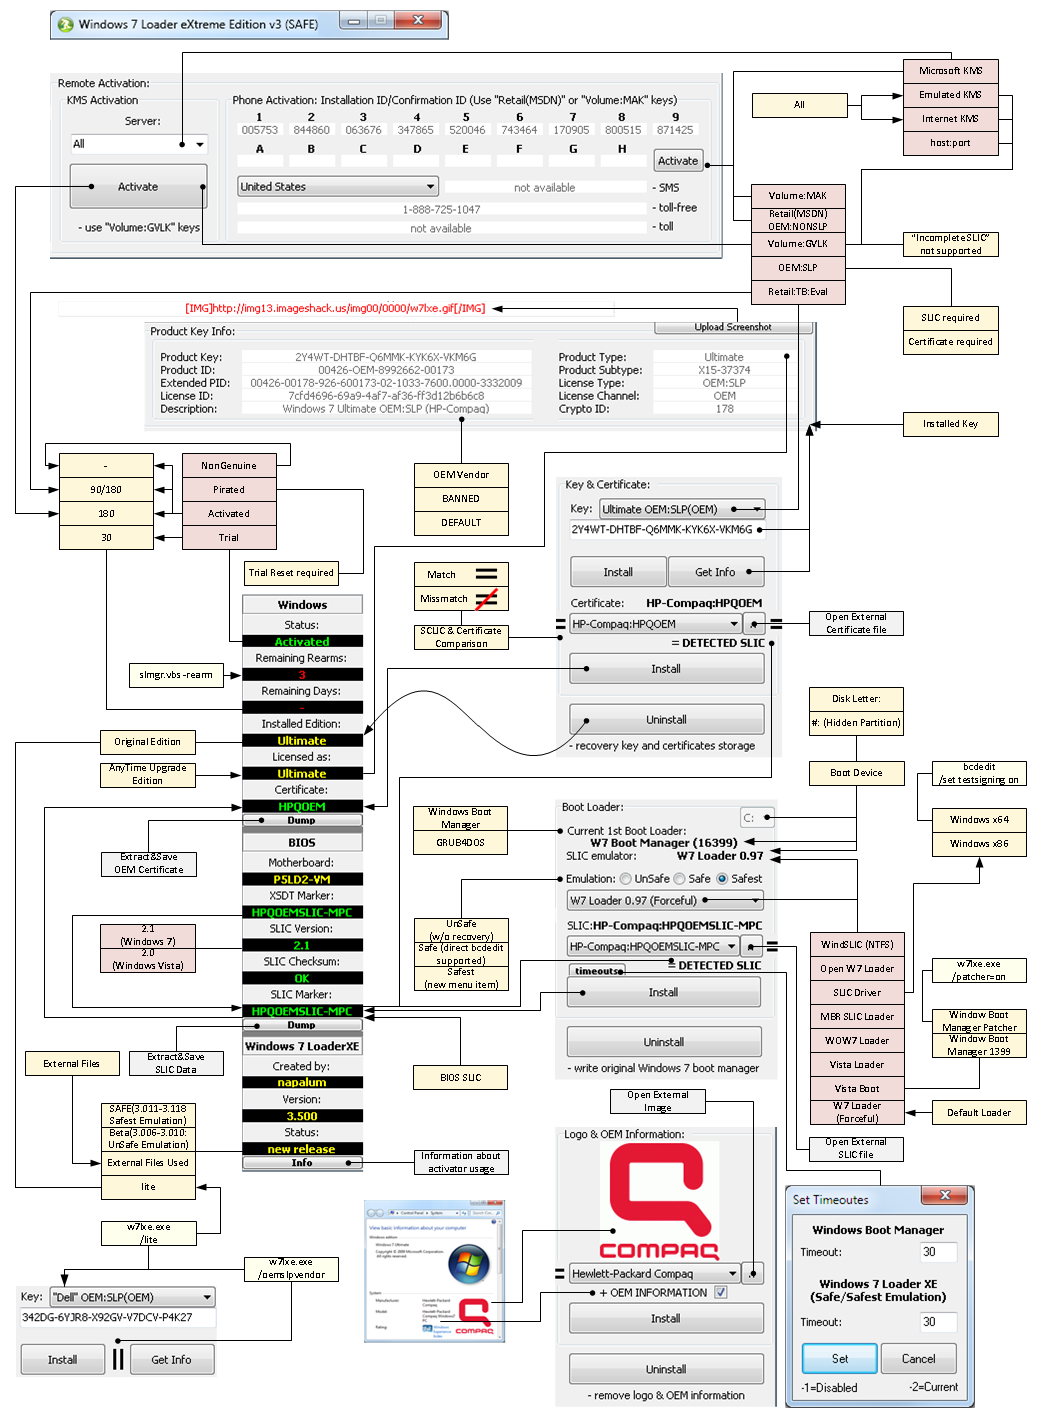 Windows 7 Loader eXtreme Edition v3 (SAFE)
Remote Activation:
KMS Activation
Server:
All
Activate
- use "Volume:GVLK" keys
Phone Activation: Installation ID/Confirmation ID (Use "Retail(MSDN)" or "Volume:MAK" keys)
1 2 3 4 5 6 7 8 9
005753 844860 063676 347865 520046 743464 170905 800515 871425
A B C D E F G H
Activate
United States
not available
- SMS
1-888-725-1047
- toll-free
not available
- toll
All
Microsoft KMS
Emulated KMS
Internet KMS
host:port
Volume:MAK
Retail(MSDN)
OEM:NONSLP
Volume:GVLK
OEM:SLP
Retail:TB:Eval
"Incomplete SLIC"
not supported
SLIC required
Certificate required
[IMG]http://img13.imageshack.us/img00/0000/w7lxe.gif[/IMG]
Upload Screenshot
Product Key Info:
Product Key: 2Y4WT-DHTBF-Q6MMK-KYK6X-VKM6G
Product ID: 00426-OEM-8992662-00173
Extended PID: 00426-00178-926-600173-02-1033-7600.0000-3332009
License ID: 7cfd4696-69a9-4af7-af36-ff3d12b6b6c8
Description: Windows 7 Ultimate OEM:SLP (HP-Compaq)
Product Type: Ultimate
Product Subtype: X15-37374
License Type: OEM:SLP
License Channel: OEM
Crypto ID: 178
Installed Key
-
90/180
180
30
NonGenuine
Pirated
Activated
Trial
OEM Vendor
BANNED
DEFAULT
Trial Reset required
Match =
Missmatch =
SCLIC & Certificate
Comparison
Key & Certificate:
Key: Ultimate OEM:SLP(OEM)
2Y4WT-DHTBF-Q6MMK-KYK6X-VKM6G
Install
Get Info
Certificate: HP-Compaq:HPQOEM
= HP-Compaq:HPQOEM .. =
= DETECTED SLIC
Install
Uninstall
- recovery key and certificates storage
Open External
Certificate file
Windows
Status:
Activated
Remaining Rearms:
3
Remaining Days:
-
Installed Edition:
Ultimate
Licensed as:
Ultimate
Certificate:
HPQOEM
Dump
BIOS
Motherboard:
P5LD2-VM
XSDT Marker:
HPQOEMSLIC-MPC
SLIC Version:
2.1
SLIC Checksum:
OK
SLIC Marker:
HPQOEMSLIC-MPC
Dump
Windows 7 LoaderXE
Created by:
napalum
Version:
3.500
Status:
new release
Info
slmgr.vbs -rearm
Original Edition
AnyTime Upgrade
Edition
Extract&Save
OEM Certificate
2.1
(Windows 7)
2.0
(Windows Vista)
External Files
Extract&Save
SLIC Data
SAFE(3.011-3.118
Safest Emulation)
Beta(3.006-3.010:
UnSafe Emulation)
External Files Used
lite
w7lxe.exe
/lite
w7lxe.exe
/oemslpvendor
Key: "Dell" OEM:SLP(OEM)
342DG-6YJR8-X92GV-V7DCV-P4K27
Install
Get Info
Windows Boot
Manager
GRUB4DOS
UnSafe
(w/o recovery)
Safe (direct bcdedit
supported)
Safest
(new menu item)
BIOS SLIC
Information about
activator usage
Boot Loader:
C:
Current 1st Boot Loader:
W7 Boot Manager (16399)
SLIC emulator: W7 Loader 0.97
Emulation: UnSafe Safe Safest
W7 Loader 0.97 (Forceful)
SLIC:HP-Compaq:HPQOEMSLIC-MPC
HP-Compaq:HPQOEMSLIC-MPC .. =
= DETECTED SLIC
timeouts
Install
Uninstall
- write original Windows 7 boot manager
Disk Letter:
#: (Hidden Partition)
Boot Device
bcdedit
/set testsigning on
Windows x64
Windows x86
WindSLIC (NTFS)
Open W7 Loader
SLIC Driver
MBR SLIC Loader
WOW7 Loader
Vista Loader
Vista Boot
W7 Loader
(Forceful)
w7lxe.exe
/patcher=on
Window Boot
Manager Patcher
Window Boot
Manager 1399
Default Loader
Open External
SLIC file
Open External
Image
Logo & OEM Information:
COMPAQ
= Hewlett-Packard Compaq ..
+ OEM INFORMATION
Install
Uninstall
- remove logo & OEM information
View basic information about your computer
COMPAQ
Set Timeoutes
Windows Boot Manager
Timeout: 30
Windows 7 Loader XE
(Safe/Safest Emulation)
Timeout: 30
Set
Cancel
-1=Disabled
-2=Current